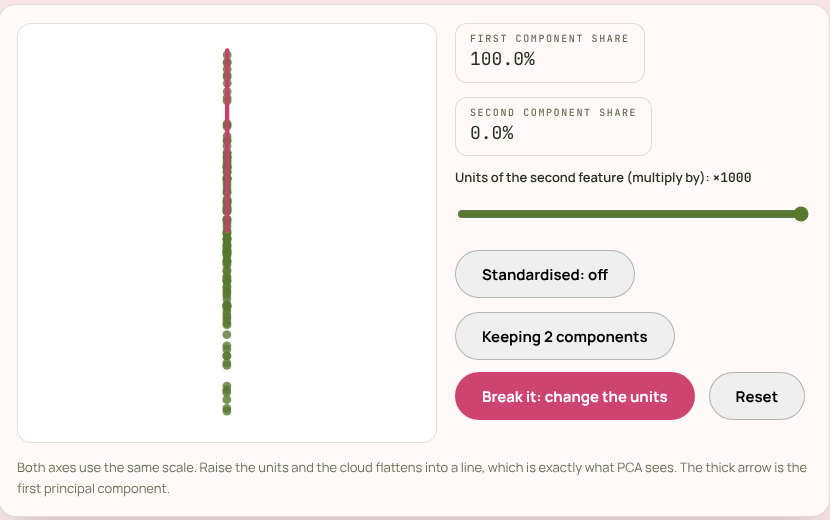 FIRST COMPONENT SHARE
100.0%
SECOND COMPONENT SHARE
0.0%
Units of the second feature (multiply by): ×1000
Standardised: off
Keeping 2 components
Break it: change the units
Reset
Both axes use the same scale. Raise the units and the cloud flattens into a line, which is exactly what PCA sees. The thick arrow is the
first principal component.